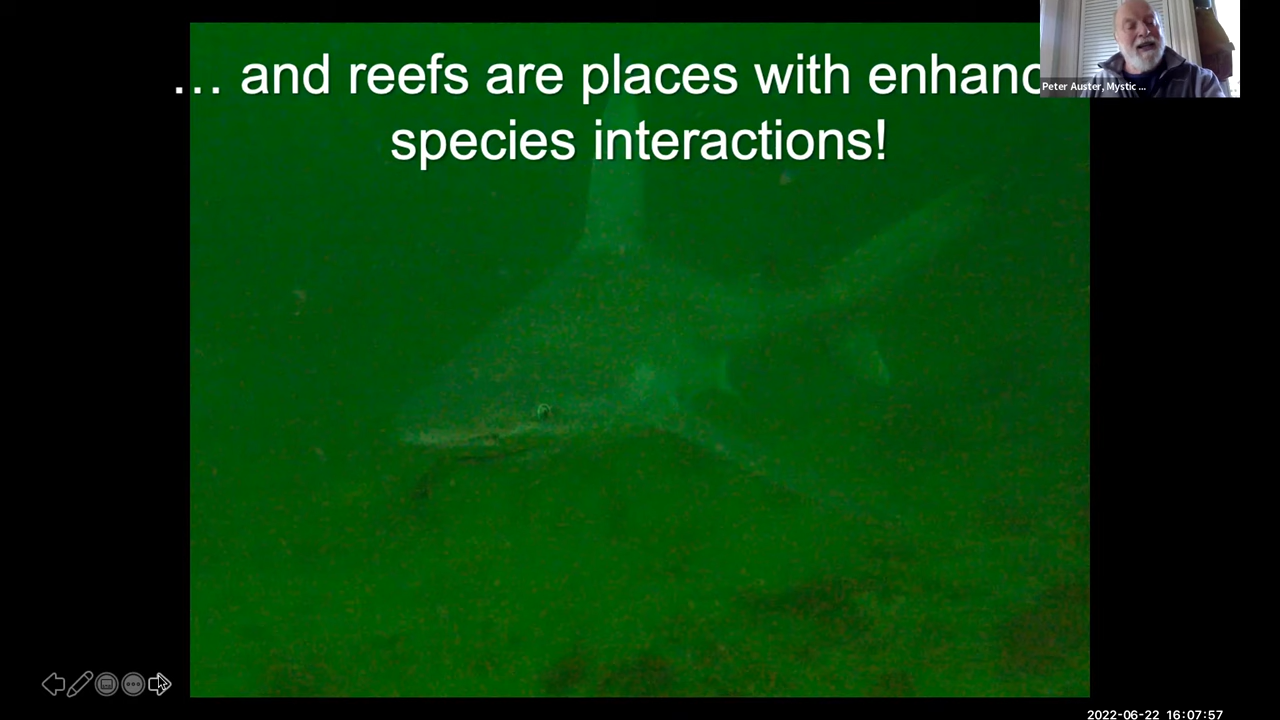 ... and reefs are places with enhanc
species interactions!
Peter Auster, Mystic ...
2022-06-22 16:07:57